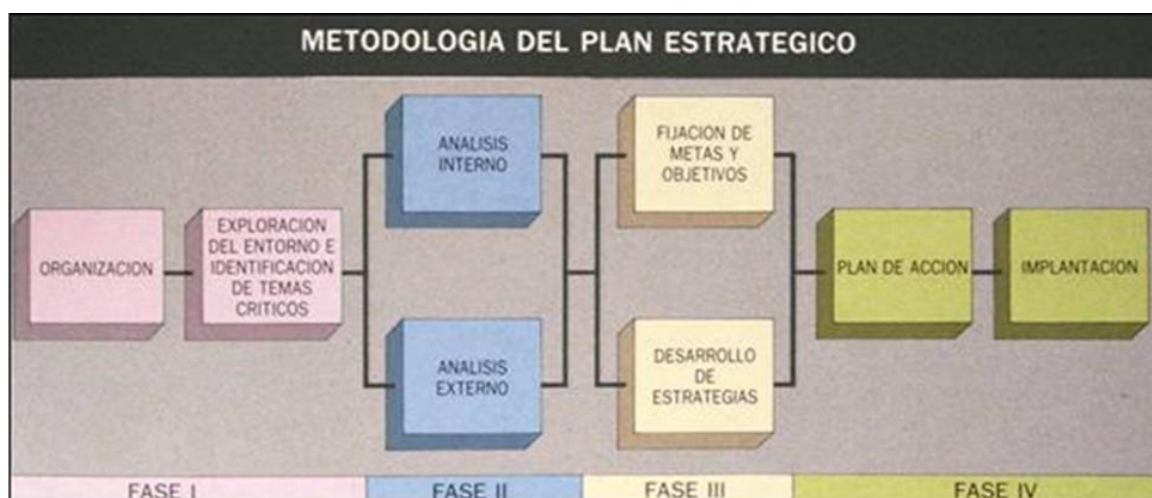 METODOLOGIA DEL PLAN ESTRATEGICO
ORGANIZACION
EXPLORACION
DEL ENTORNO E
IDENTIFICACION
DE TEMAS
CRITICOS
ANALISIS
INTERNO
ANALISIS
EXTERNO
FIJACION DE
METAS Y
OBJETIVOS
DESARROLLO
DE
ESTRATEGIAS
PLAN DE ACCION
IMPLANTACION
FASE I
FASE II
FASE III
FASE IV